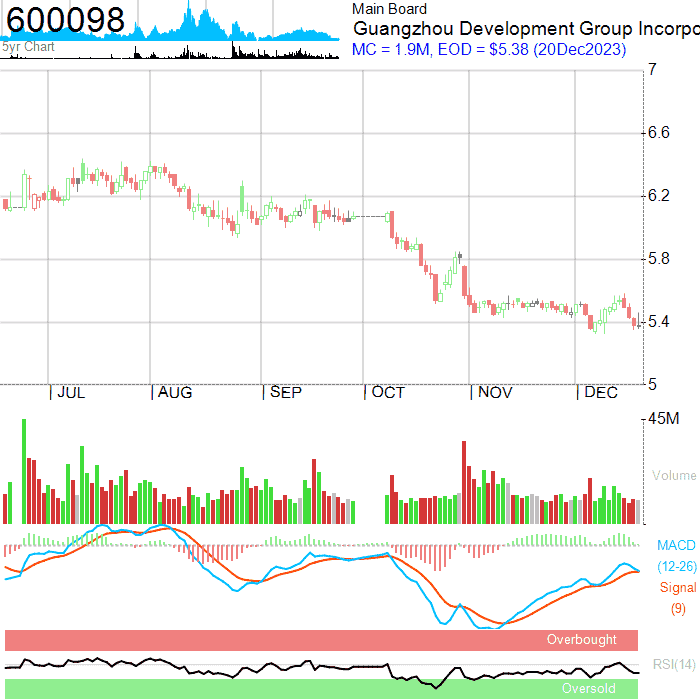 600098
5yr Chart
Main Board
Guangzhou Development Group Incorpo
MC = 1.9M, EOD = $5.38 (20Dec2023)
7
6.6
6.2
5.8
5.4
5
JUL AUG SEP OCT NOV DEC
45M
Volume
MACD
(12-26)
Signal
(9)
Overbought
RSI(14)
Oversold